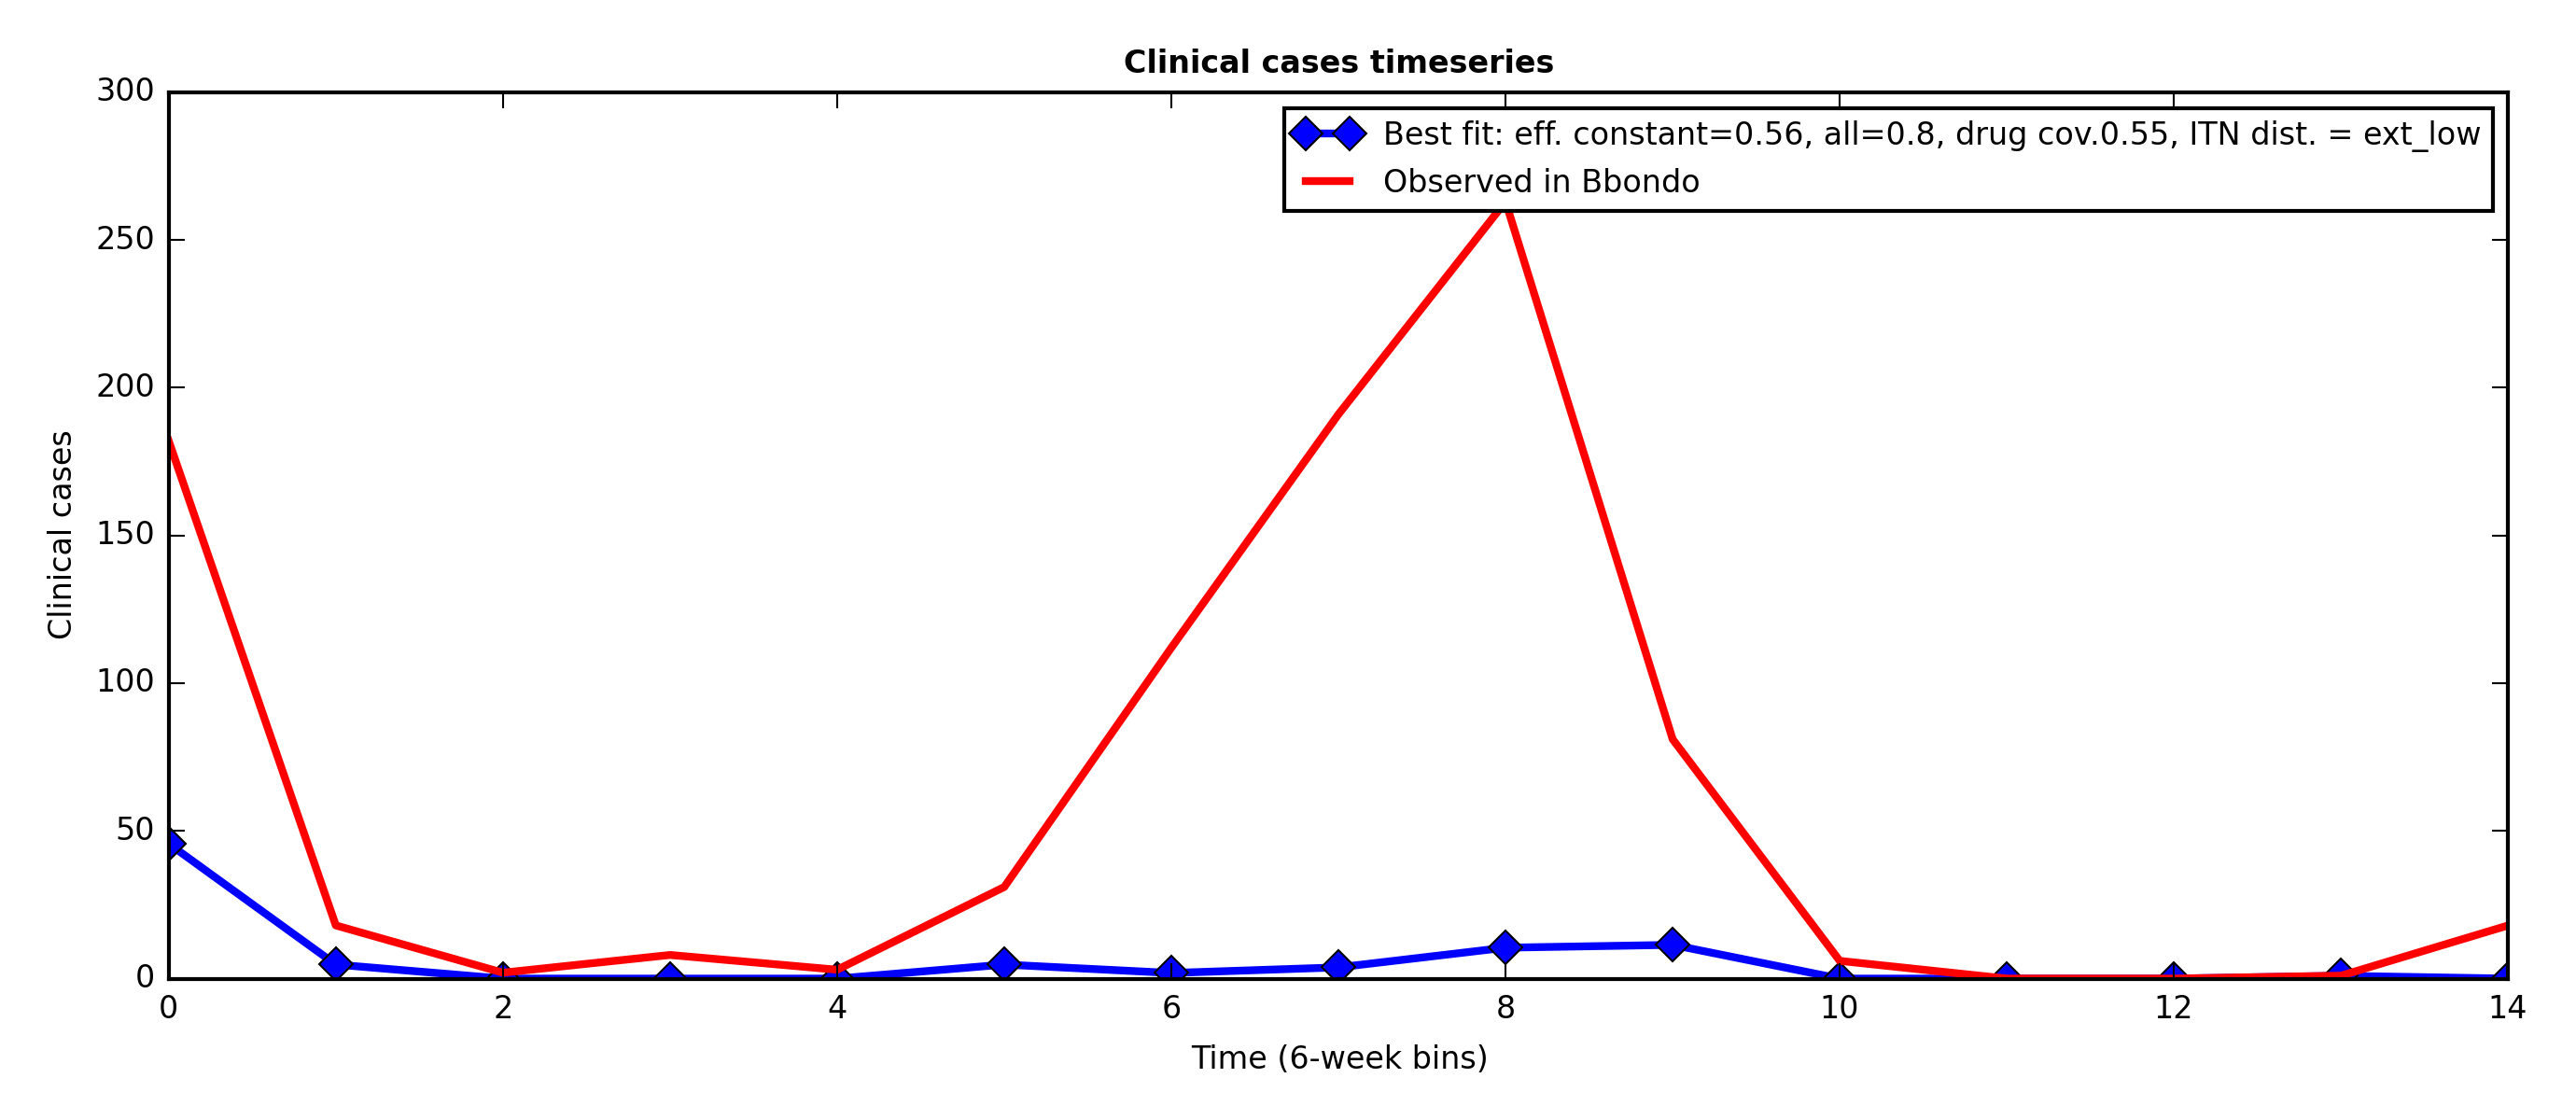 Clinical cases timeseries
300
250
200
150
100
50
0
Clinical cases
Best fit: eff. constant=0.56, all=0.8, drug cov.0.55, ITN dist. = ext_low
Observed in Bbondo
0 2 4 6 8 10 12 14
Time (6-week bins)